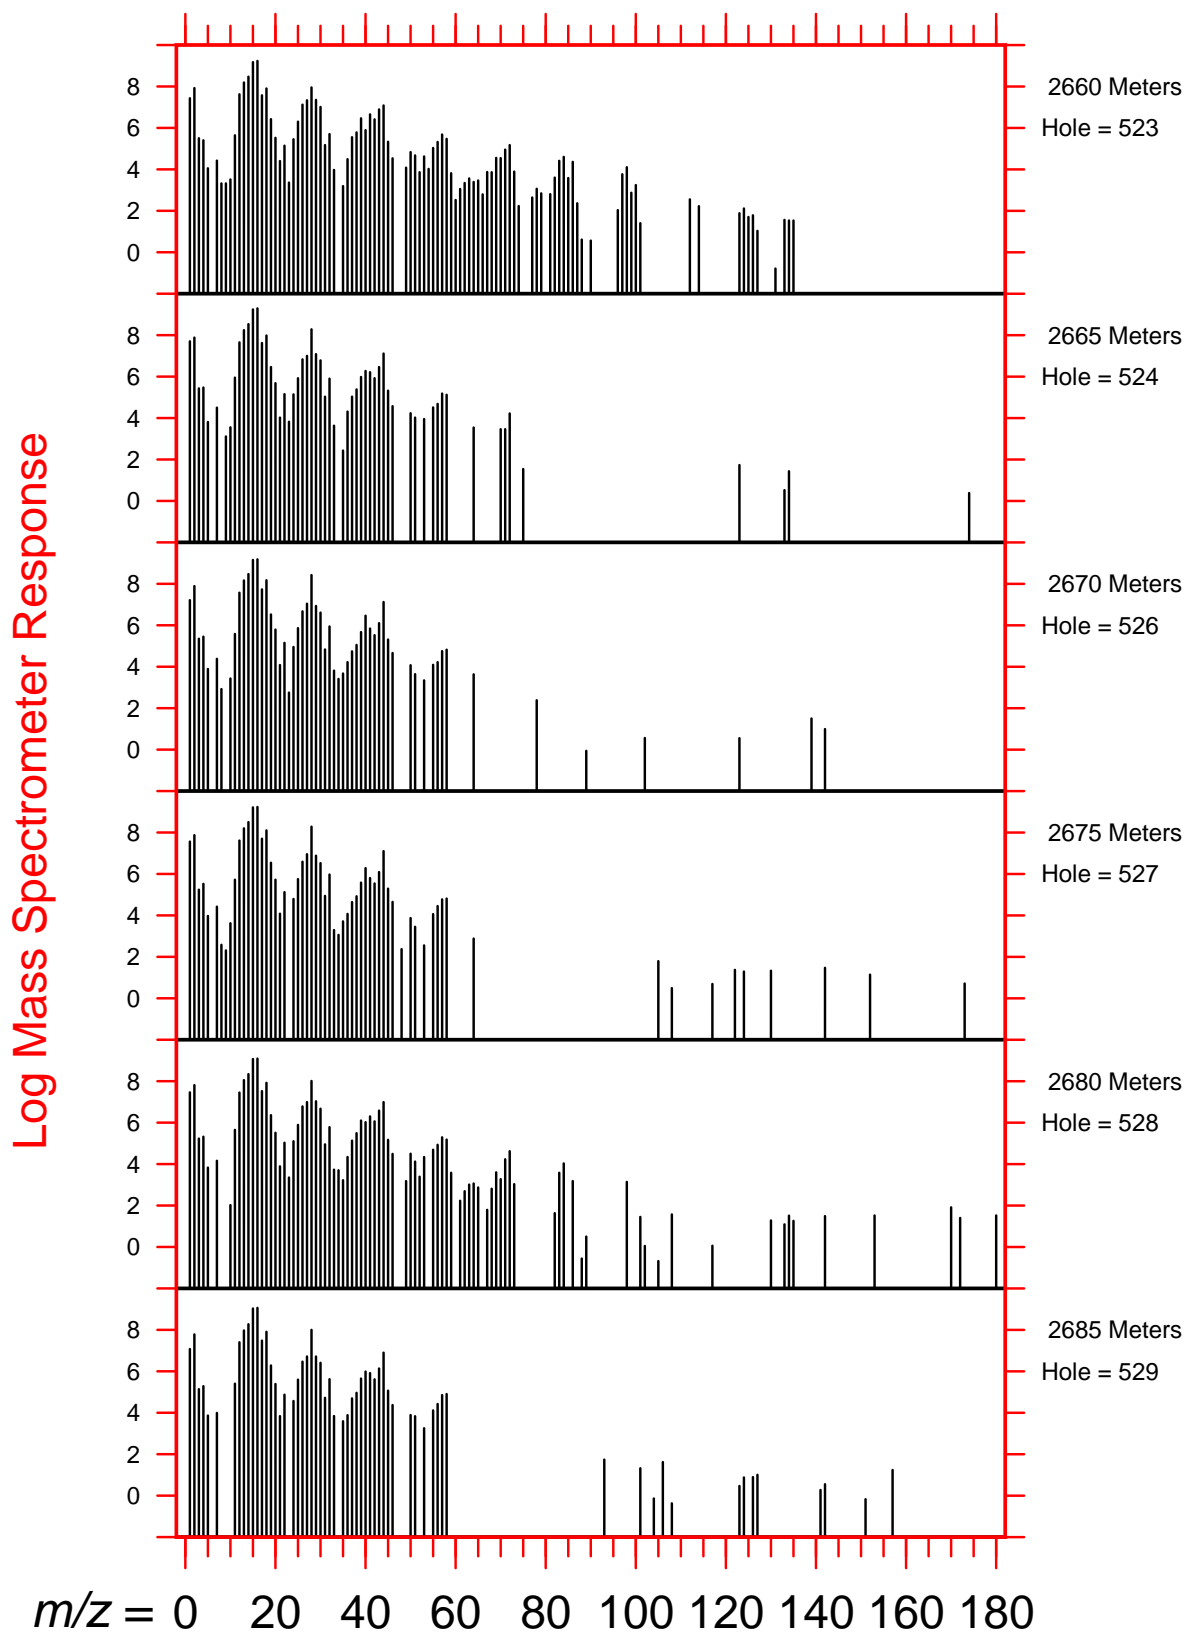 Log Mass Spectrometer Response
8
6
4
2
0
2660 Meters
Hole = 523
8
6
4
2
0
2665 Meters
Hole = 524
8
6
4
2
0
2670 Meters
Hole = 526
8
6
4
2
0
2675 Meters
Hole = 527
8
6
4
2
0
2680 Meters
Hole = 528
8
6
4
2
0
2685 Meters
Hole = 529
m/z = 0 20 40 60 80 100 120 140 160 180